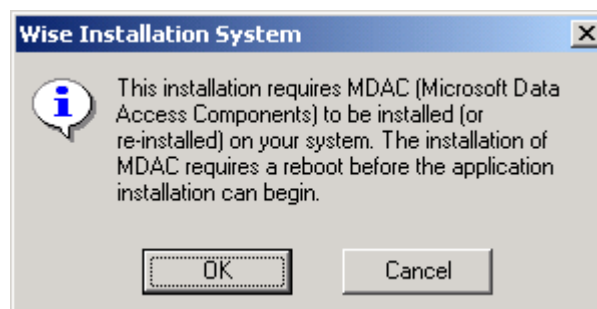 Wise Installation System
This installation requires MDAC (Microsoft Data
Access Components) to be installed (or
re-installed) on your system. The installation of
MDAC requires a reboot before the application
installation can begin.
OK
Cancel